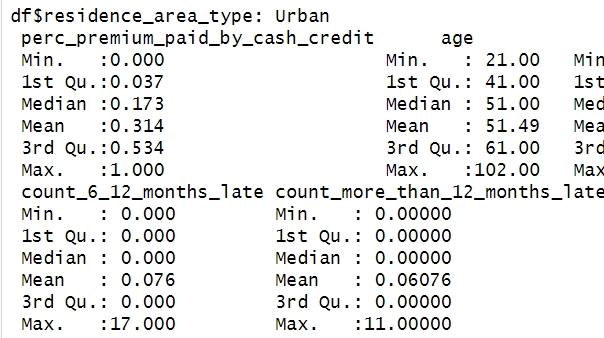 df$residence_area_type: Urban
perc_premium_paid_by_cash_credit age
Min. :0.000 Min. : 21.00 Min
1st Qu.:0.037 1st Qu.: 41.00 1st
Median :0.173 Median : 51.00 Med
Mean :0.314 Mean : 51.49 Mea
3rd Qu.:0.534 3rd Qu.: 61.00 3rd
Max. :1.000 Max. :102.00 Max
count_6_12_months_late count_more_than_12_months_late
Min. : 0.000 Min. : 0.00000
1st Qu.: 0.000 1st Qu.: 0.00000
Median : 0.000 Median : 0.00000
Mean : 0.076 Mean : 0.06076
3rd Qu.: 0.000 3rd Qu.: 0.00000
Max. :17.000 Max. :11.00000